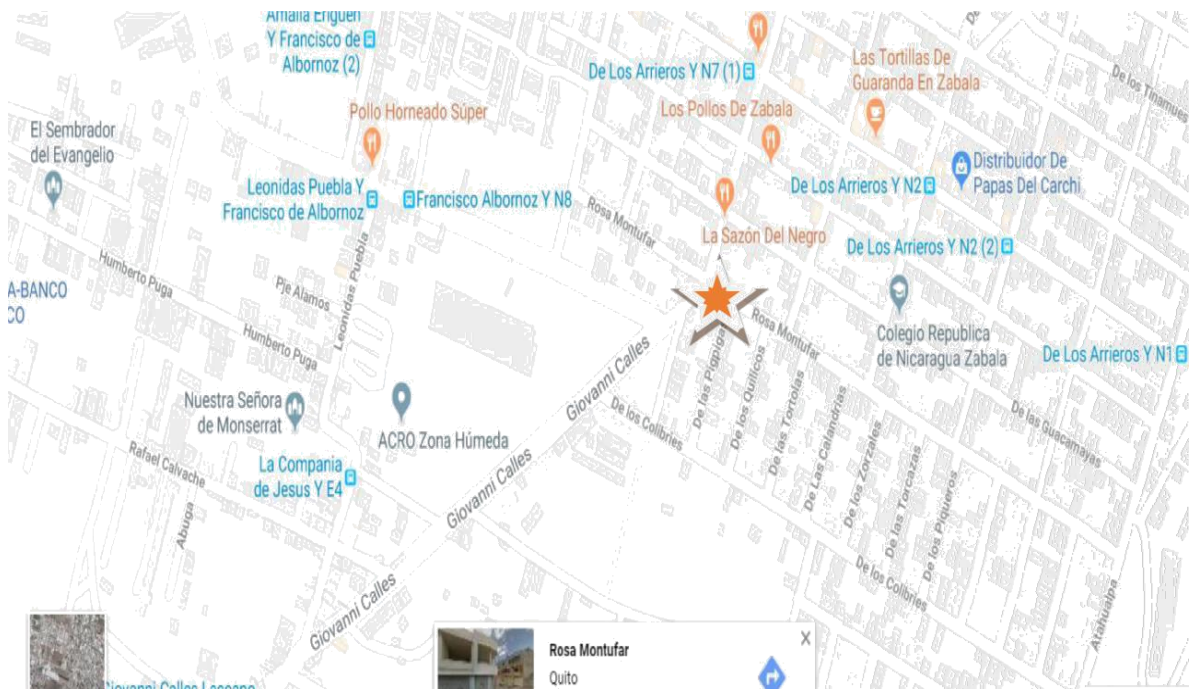 Amalia Eriguen
Y Francisco de
Albornoz (2)
De Los Arrieros Y N7 (1)
Las Tortillas De
Guaranda En Zabala
De los Tinamues
Pollo Horneado Súper
Los Pollos De Zabala
El Sembrador
del Evangelio
Distribuidor De
Papas Del Carchi
Leonidas Puebla Y
Francisco de Albornoz
Francisco Albornoz Y N8
De Los Arrieros Y N2
Rosa Montufar
La Sazón Del Negro
De Los Arrieros Y N2 (2)
Humberto Puga
Pje Alamos
Leonidas Puebla
A-BANCO
CO
Humberto Puga
Rosa Montufar
Colegio Republica
de Nicaragua Zabala
De Los Arrieros Y N1
Giovanni Calles
De las Pigpigas
De los Quilicos
De las Tortolas
De Las Calandrias
De los Zorzales
De las Torcazas
De los Piqueros
De las Guacamayas
De los Colibries
Nuestra Señora
de Monserrat
ACRO Zona Húmeda
Rafael Calvache
La Compania
de Jesus Y E4
Giovanni Calles
Abuga
De los Colibries
Atahualpa
Giovanni Calles
Rosa Montufar
Quito
Giovanni Calles